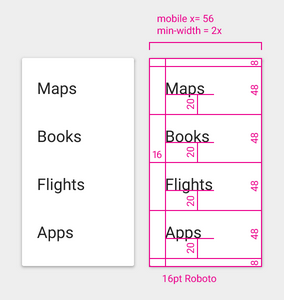 mobile x= 56
min-width = 2x
8
Maps
Maps
48
20
Books
Books
48
20
16
Flights
Flights
48
20
Apps
Apps
48
20
8
16pt Roboto